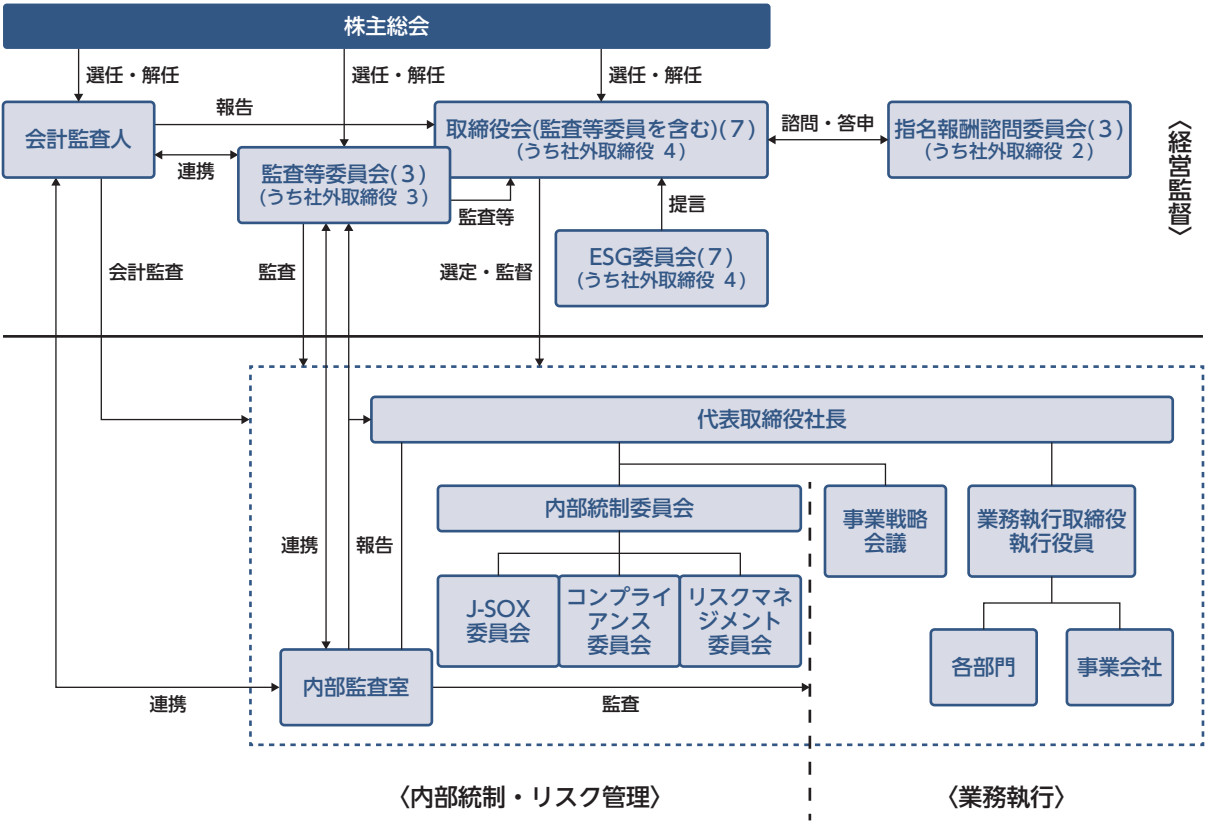 株主総会
選任・解任
選任・解任
選任・解任
会計監査人
報告
取締役会(監査等委員を含む)(7)
(うち社外取締役 4)
諮問・答申
指名報酬諮問委員会(3)
(うち社外取締役 2)
〈経営監督〉
連携
監査等委員会(3)
(うち社外取締役 3)
監査等
提言
ESG委員会(7)
(うち社外取締役 4)
会計監査
監査
選定・監督
代表取締役社長
内部統制委員会
事業戦略
会議
業務執行取締役
執行役員
連携
報告
J-SOX
委員会
コンプライ
アンス
委員会
リスクマネ
ジメント
委員会
各部門
事業会社
内部監査室
連携
監査
〈内部統制・リスク管理〉
〈業務執行〉